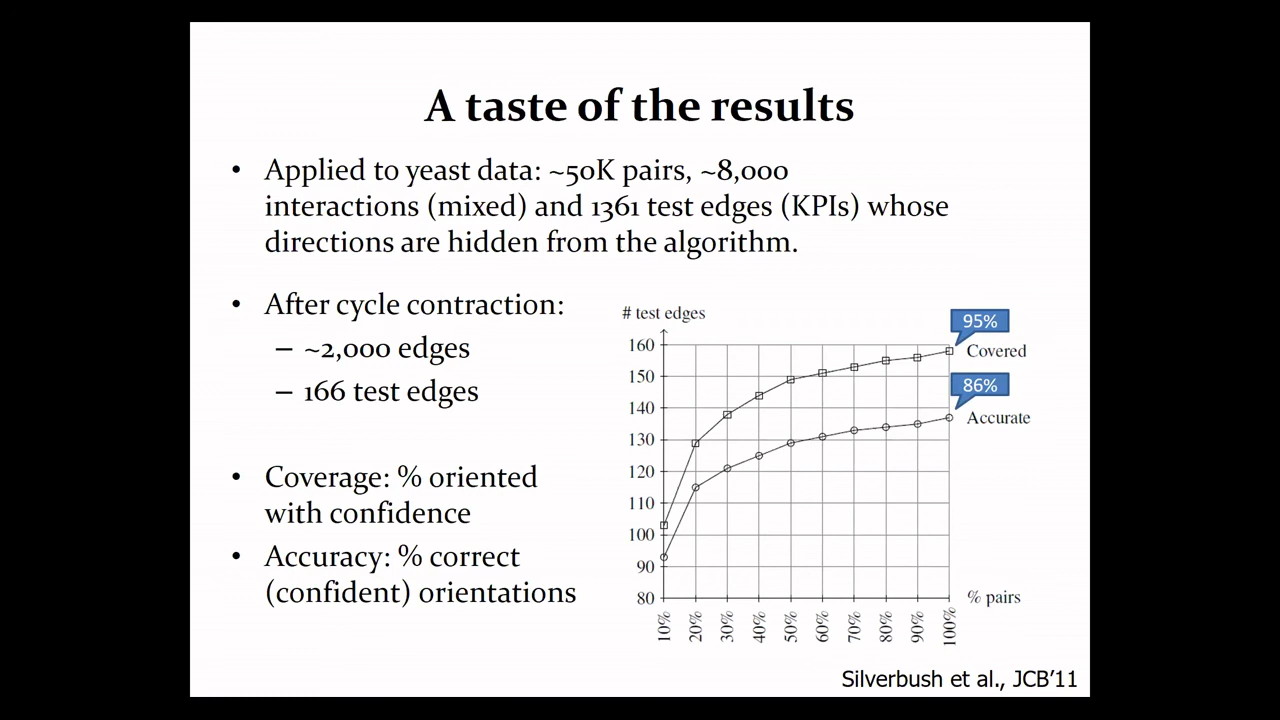 A taste of the results
• Applied to yeast data: ~50K pairs, ~8,000
interactions (mixed) and 1361 test edges (KPIs) whose
directions are hidden from the algorithm.
• After cycle contraction:
– ~2,000 edges
– 166 test edges
• Coverage: % oriented
with confidence
• Accuracy: % correct
(confident) orientations
# test edges
160
150
140
130
120
110
100
90
80
95%
Covered
86%
Accurate
% pairs
10%
20%
30%
40%
50%
60%
70%
80%
90%
100%
Silverbush et al., JCB'11